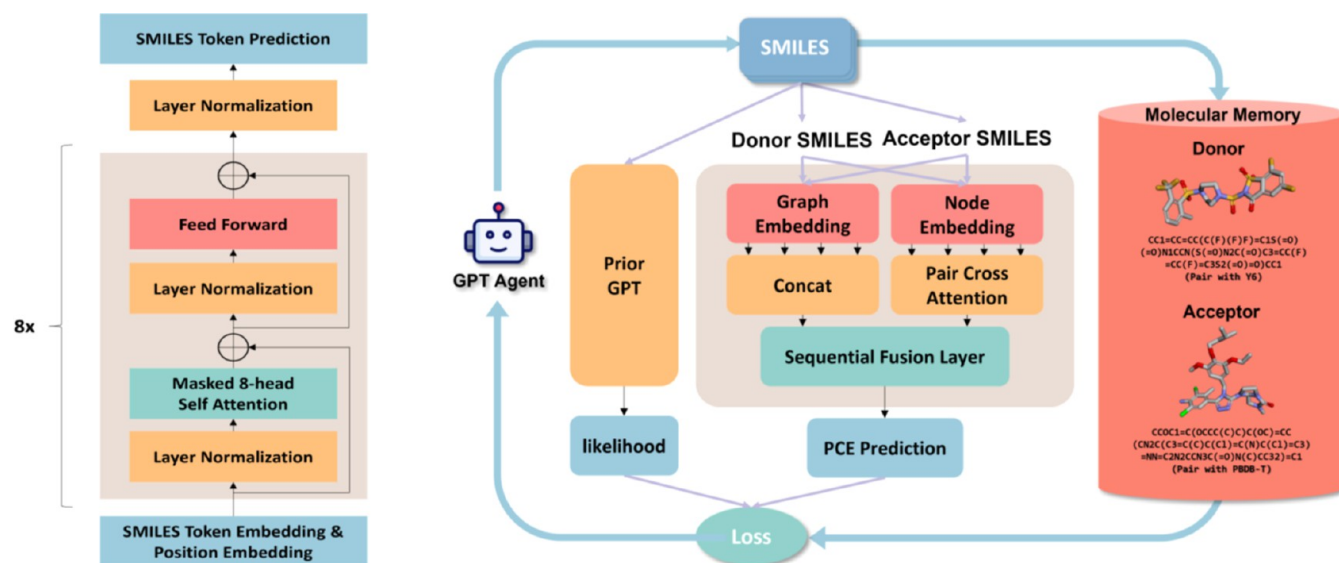 SMILES Token Prediction
Layer Normalization
8x
Feed Forward
Layer Normalization
Masked 8-head
Self Attention
Layer Normalization
SMILES Token Embedding &
Position Embedding
SMILES
GPT Agent
Donor SMILES
Acceptor SMILES
Prior
GPT
Graph
Embedding
Node
Embedding
Concat
Pair Cross
Attention
Sequential Fusion Layer
likelihood
PCE Prediction
Loss
Molecular Memory
Donor
CC1=CC=CC(C(F)(F)F)=C1S(=O)
(=O)N1CCN(S(=O)N2C(=O)C3=CC(F)
=CC(F)=C3S2(=O)=O)CC1
(Pair with Y6)
Acceptor
CCOC1=C(OCCC(C)C)C(OC)=CC
(CN2C(C3=C(C)C(Cl)=C(N)C(Cl)=C3)
=NN=C2N2CCN3C(=O)N(C)CC32)=C1
(Pair with PBDB-T)